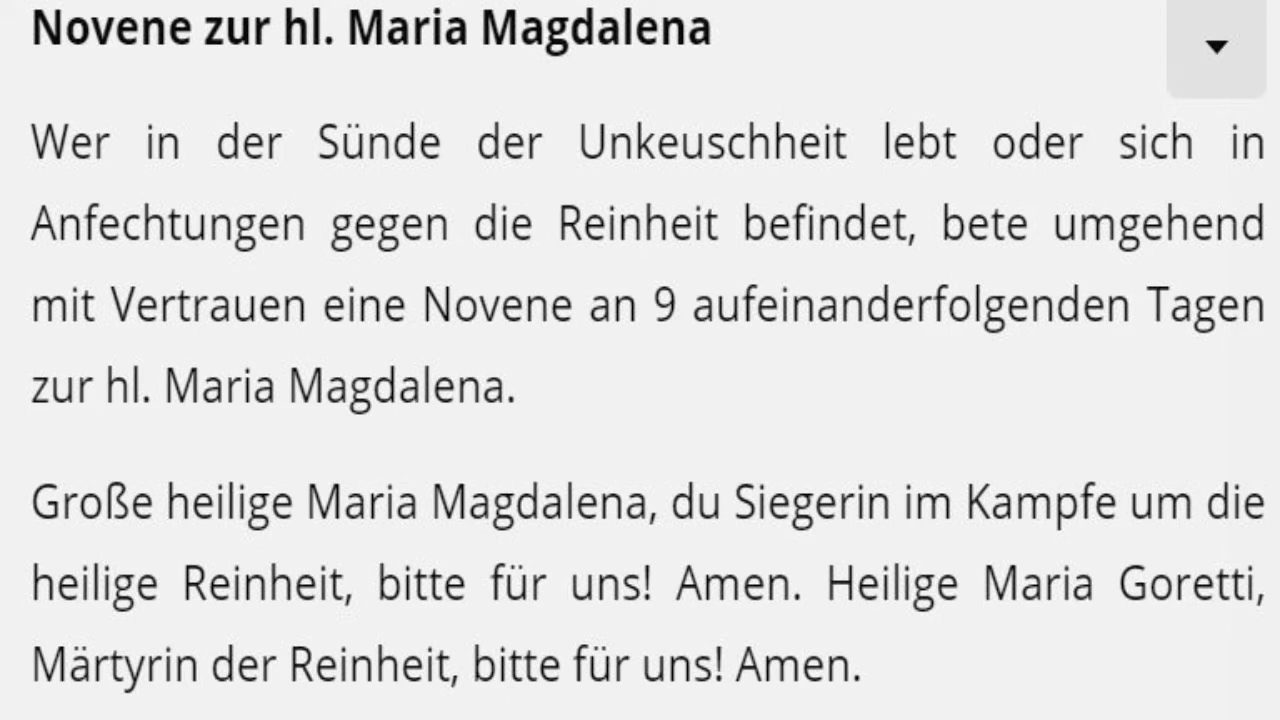 Novene zur hl. Maria Magdalena
Wer in der Sünde der Unkeuschheit lebt oder sich in
Anfechtungen gegen die Reinheit befindet, bete umgehend
mit Vertrauen eine Novene an 9 aufeinanderfolgenden Tagen
zur hl. Maria Magdalena.
Große heilige Maria Magdalena, du Siegerin im Kampfe um die
heilige Reinheit, bitte für uns! Amen. Heilige Maria Goretti,
Märtyrin der Reinheit, bitte für uns! Amen.